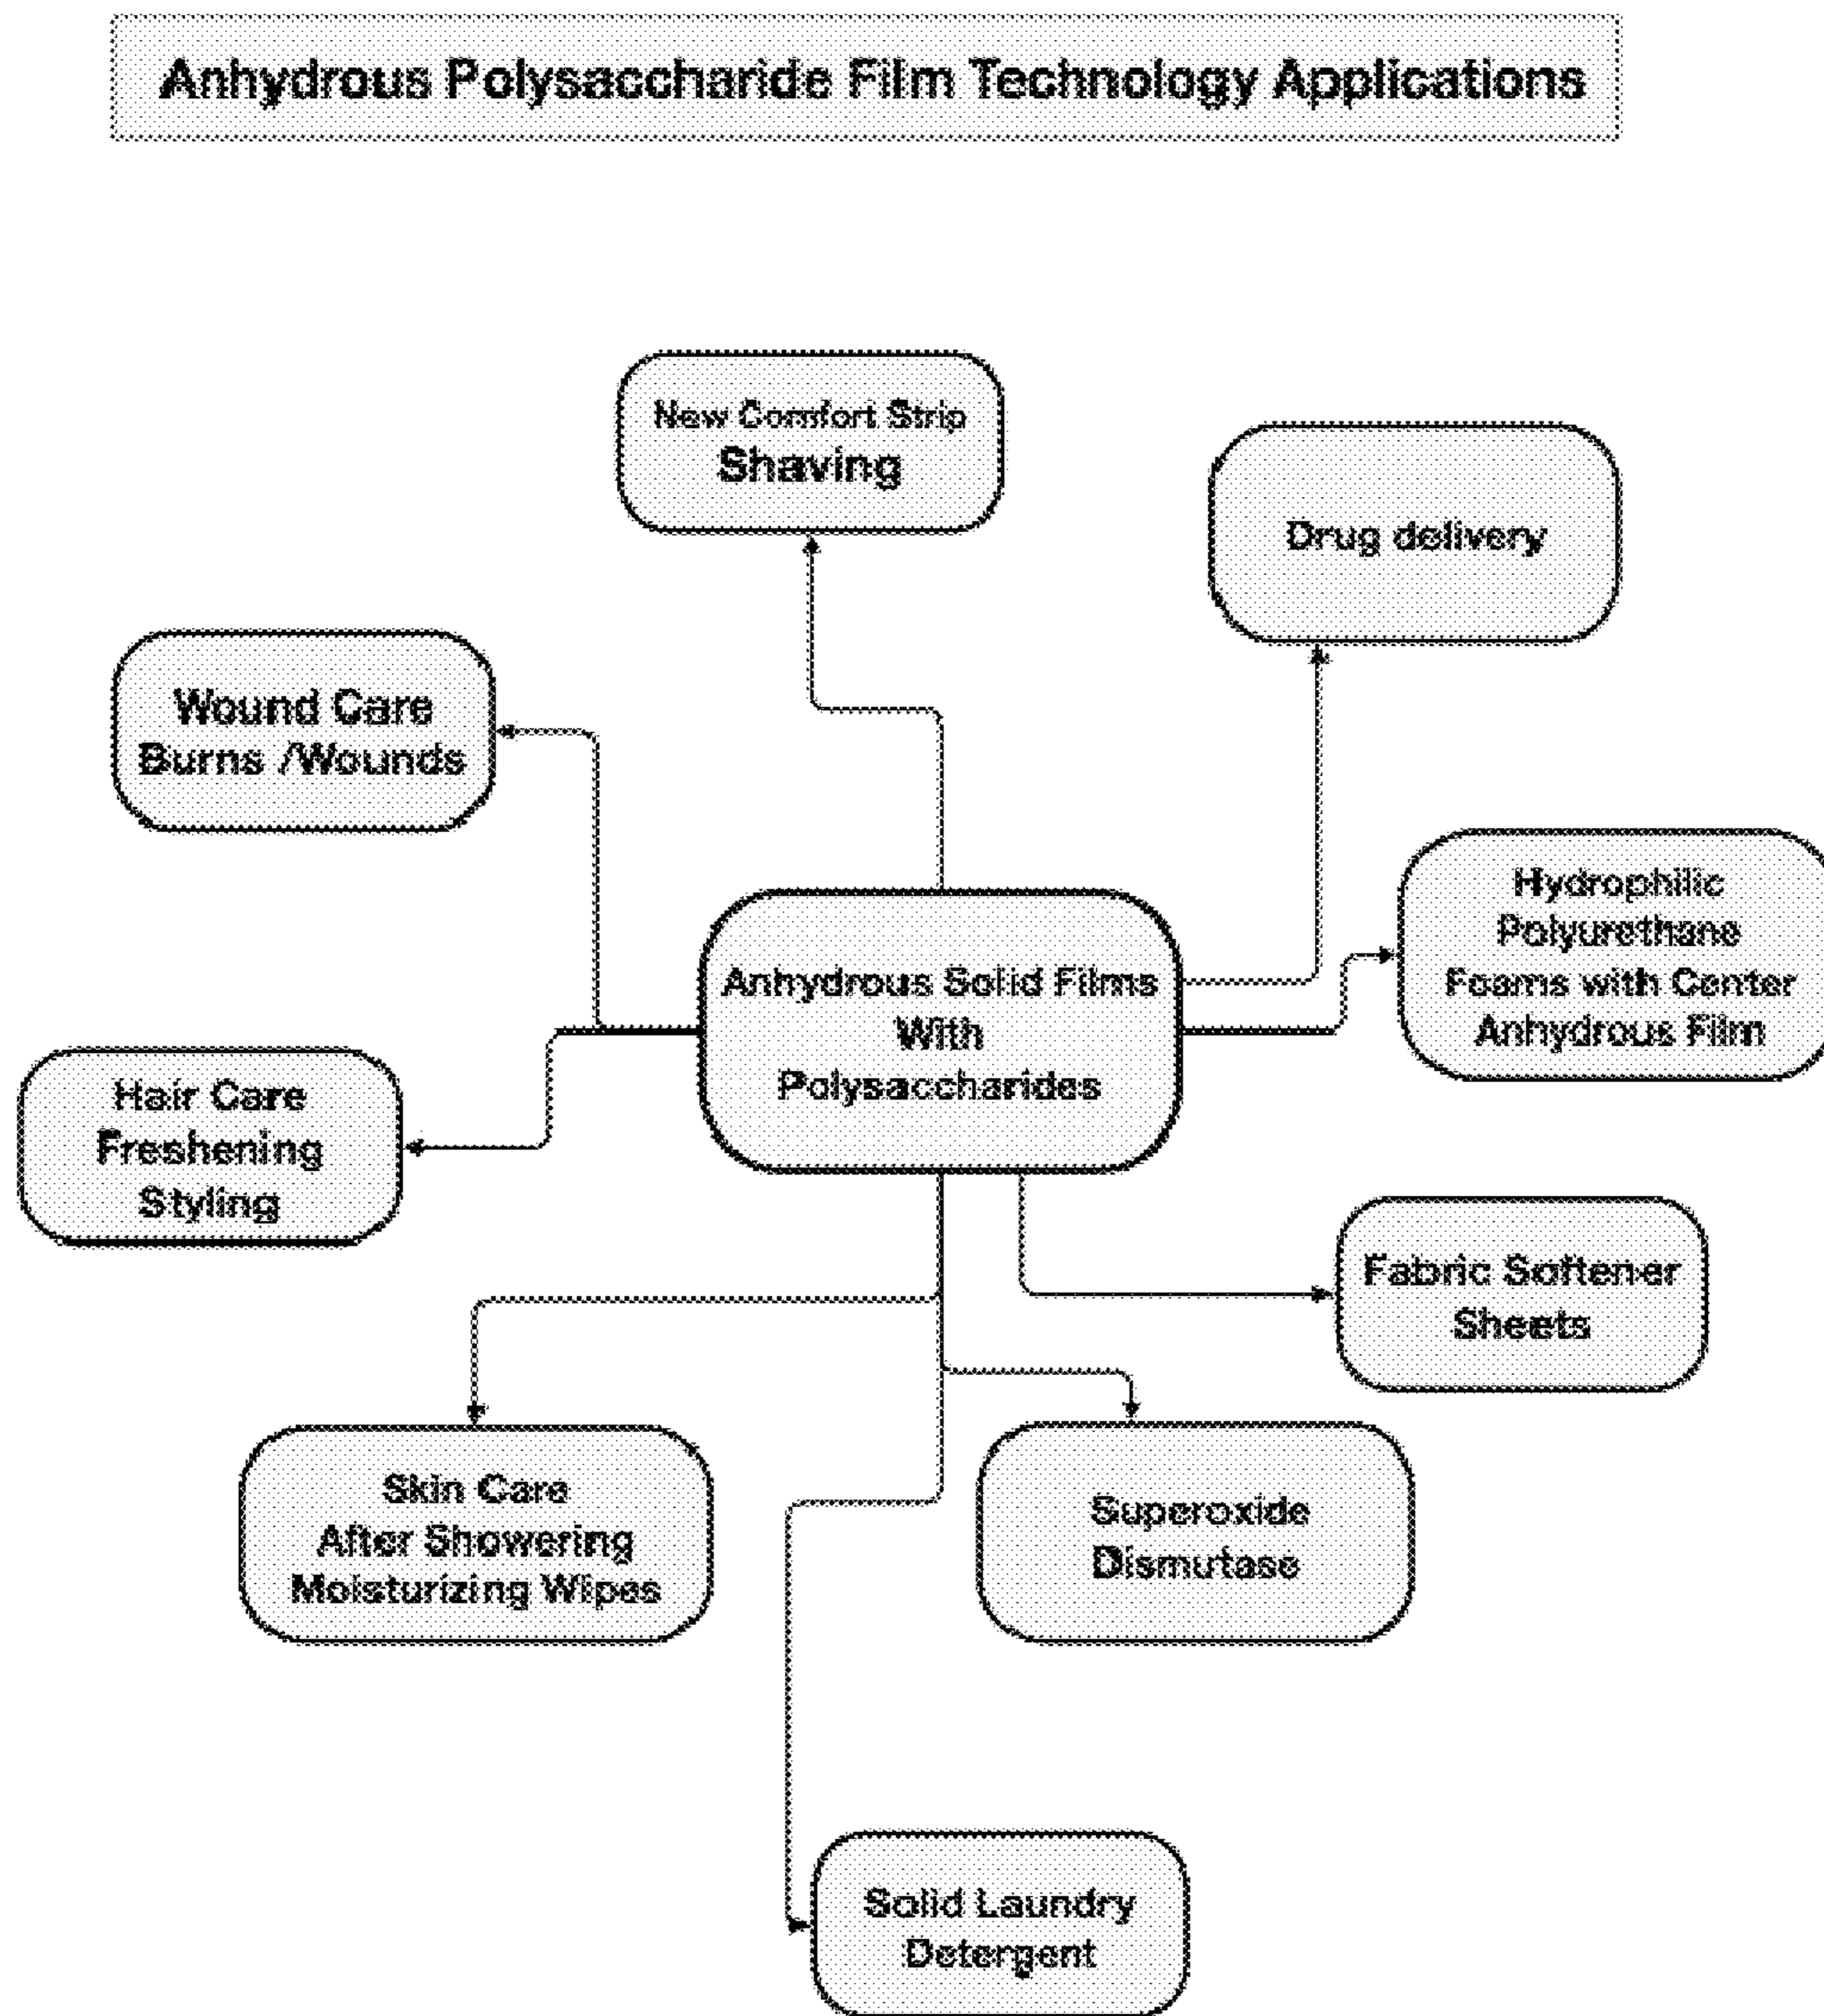 Anhydrous Polysaccharide Film Technology Applications
New Comfort Strip
Shaving
Drug delivery
Wound Care
Burns /Wounds
Hydrophilic
Polyurethane
Foams with Center
Anhydrous Film
Anhydrous Solid Films
With
Polysaccharides
Hair Care
Freshening
Styling
Fabric Softener
Sheets
Skin Care
After Showering
Moisturizing Wipes
Superoxide
Dismutase
Solid Laundry
Detergent